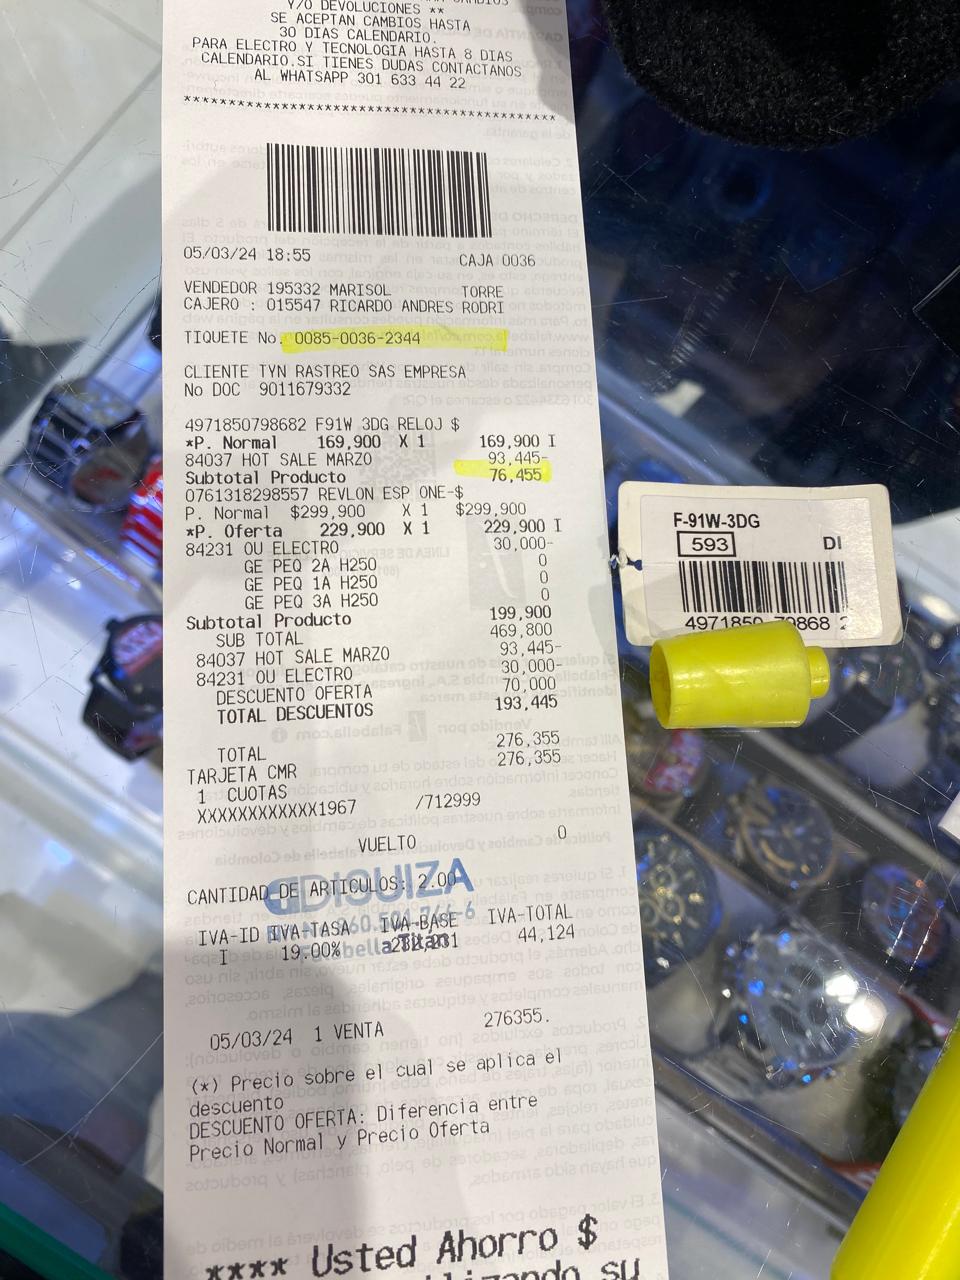 Y/O DEVOLUCIONES **
SE ACEPTAN CAMBIOS HASTA
30 DIAS CALENDARIO.
PARA ELECTRO Y TECNOLOGIA HASTA 8 DIAS
CALENDARIO.SI TIENES DUDAS CONTACTANOS
AL WHATSAPP 301 633 44 22
*****************************************
05/03/24 18:55 CAJA 0036
VENDEDOR 195332 MARISOL TORRE
CAJERO : 015547 RICARDO ANDRES RODRI
TIQUETE No. 0085-0036-2344
CLIENTE TYN RASTREO SAS EMPRESA
No DOC 9011679332
4971850798682 F91W 3DG RELOJ $
*P. Normal 169,900 X 1 169,900 I
84037 HOT SALE MARZO 93,445-
Subtotal Producto 76,455
0761318298557 REVLON ESP ONE-$
P. Normal $299,900 X 1 $299,900
*P. Oferta 229,900 X 1 229,900 I
84231 OU ELECTRO 30,000-
GE PEQ 2A H250 0
GE PEQ 1A H250 0
GE PEQ 3A H250 0
Subtotal Producto 199,900
SUB TOTAL 469,800
84037 HOT SALE MARZO 93,445-
84231 OU ELECTRO 30,000-
DESCUENTO OFERTA 70,000
TOTAL DESCUENTOS 193,445
TOTAL 276,355
TARJETA CMR 276,355
1 CUOTAS
XXXXXXXXXXXX1967 /712999
VUELTO 0
DISUIZA
CANTIDAD DE ARTICULOS: 2.00
IVA-ID IVA-TASA IVA-BASE IVA-TOTAL
I 19.00% 44,124
Titan
05/03/24 1 VENTA 276355.
(*) Precio sobre el cual se aplica el
descuento
DESCUENTO OFERTA: Diferencia entre
Precio Normal y Precio Oferta
**** Usted Ahorro $
su
F-91W-3DG
593 DI
4971850 79868 2